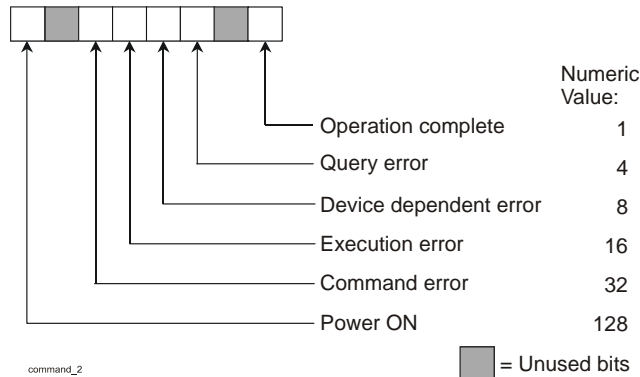 Numeric
Value:
Operation complete 1
Query error 4
Device dependent error 8
Execution error 16
Command error 32
Power ON 128
command_2
= Unused bits